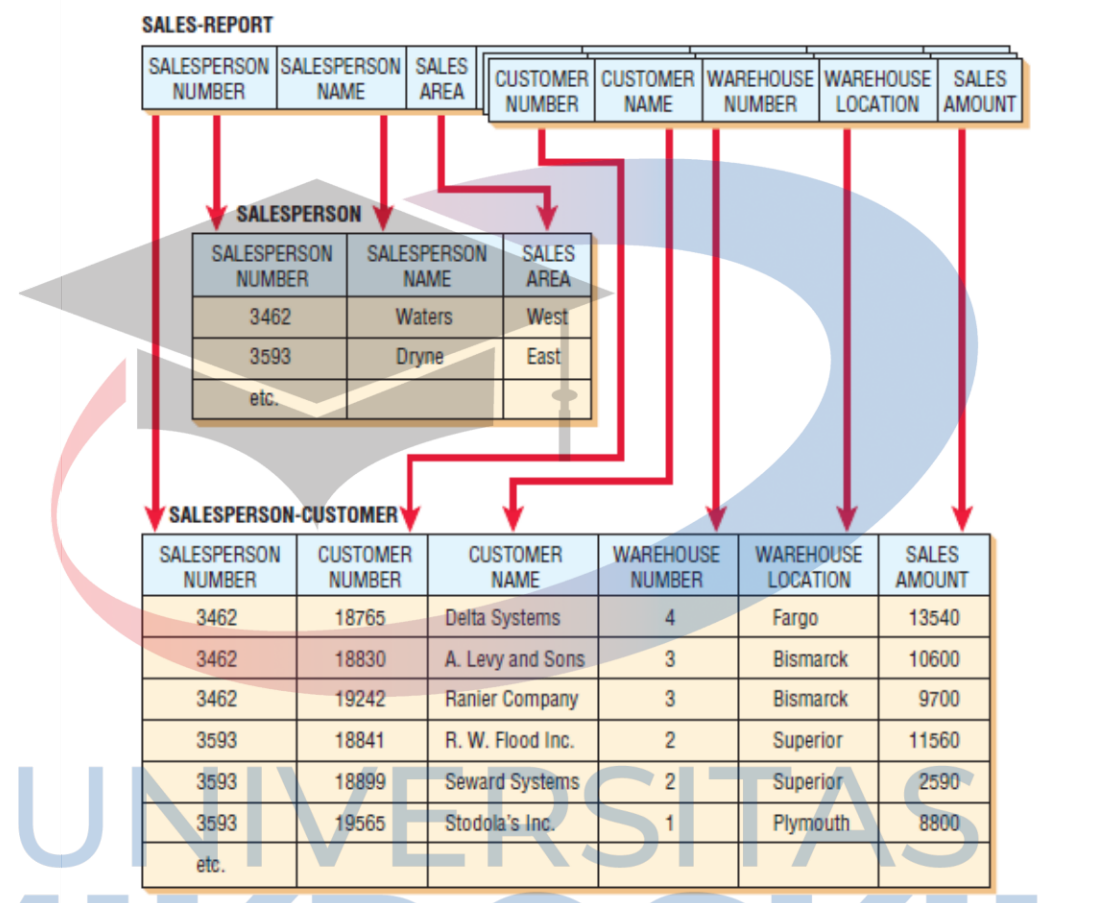 SALES-REPORT
SALESPERSON NUMBER SALESPERSON NAME SALES AREA CUSTOMER NUMBER CUSTOMER NAME WAREHOUSE NUMBER WAREHOUSE LOCATION SALES AMOUNT
SALESPERSON
SALESPERSON NUMBER SALESPERSON NAME SALES AREA
3462 Waters West
3593 Dryne East
etc.
SALESPERSON-CUSTOMER
SALESPERSON NUMBER CUSTOMER NUMBER CUSTOMER NAME WAREHOUSE NUMBER WAREHOUSE LOCATION SALES AMOUNT
3462 18765 Delta Systems 4 Fargo 13540
3462 18830 A. Levy and Sons 3 Bismarck 10600
3462 19242 Ranier Company 3 Bismarck 9700
3593 18841 R. W. Flood Inc. 2 Superior 11560
3593 18899 Seward Systems 2 Superior 2590
3593 19565 Stodola's Inc. 1 Plymouth 8800
etc.
UNIVERSITAS